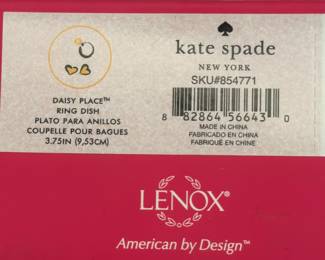 kate spade
NEW YORK
SKU#854771
DAISY PLACE™
RING DISH
PLATO PARA ANILLOS
COUPELLE POUR BAGUES
3.75IN (9,53CM)
8 82864 56643 0
MADE IN CHINA
FABRICADO EN CHINA
FABRIQUÉ EN CHINE
LENOX®
American by Design™